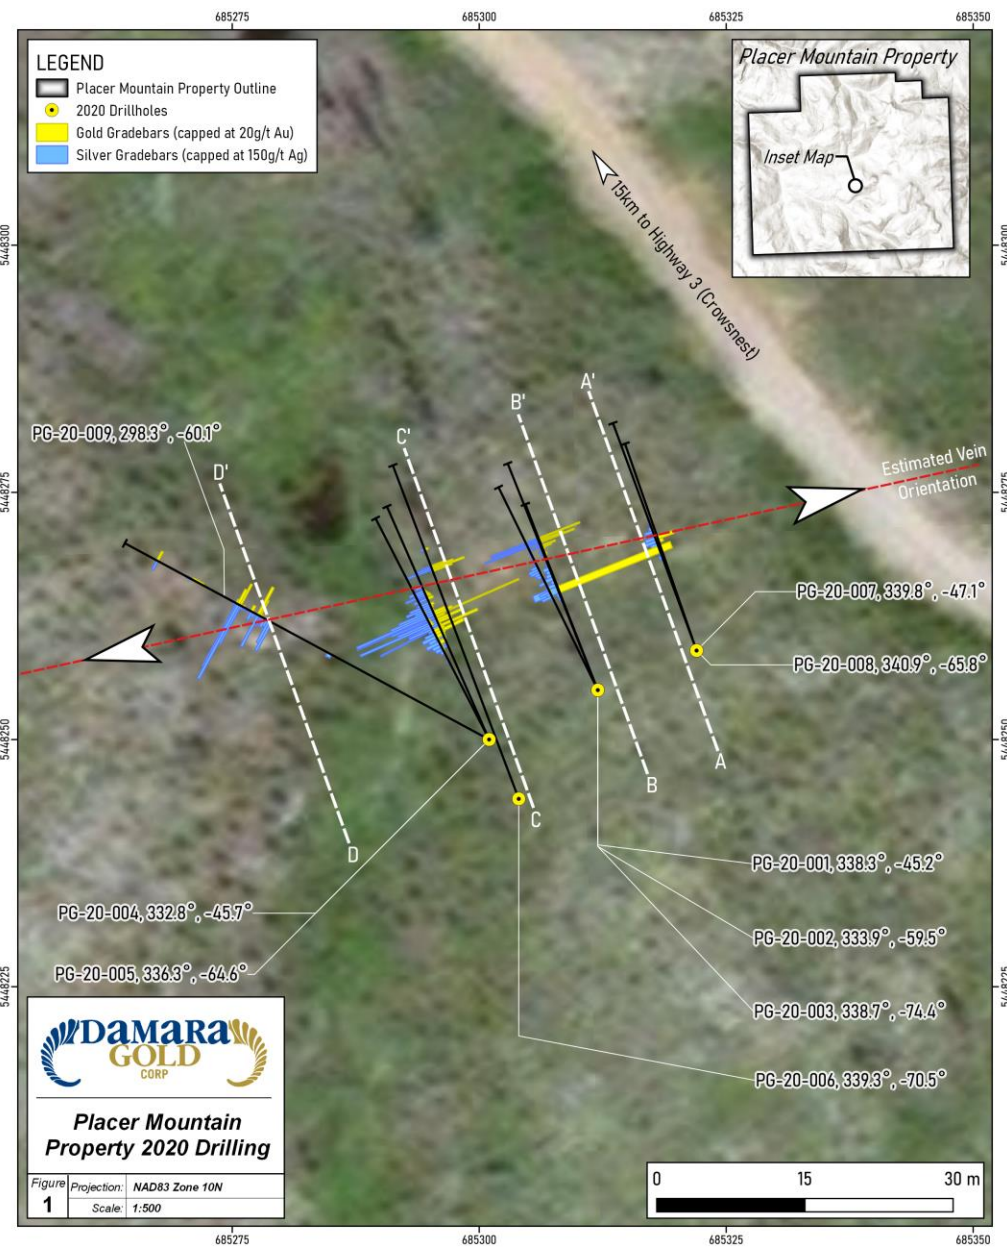 685275 685300 685325 685350
LEGEND
Placer Mountain Property Outline
2020 Drillholes
Gold Gradebars (capped at 20g/t Au)
Silver Gradebars (capped at 150g/t Ag)
Placer Mountain Property
Inset Map
15km to Highway 3 (Crowsnest)
5448300
5448300
A'
B'
C'
D'
PG-20-009, 298.3°, -60.1°
Estimated Vein
Orientation
5448275
5448275
PG-20-007, 339.8°, -47.1°
PG-20-008, 340.9°, -65.8°
5448250
5448250
A
B
C
D
PG-20-001, 338.3°, -45.2°
PG-20-004, 332.8°, -45.7°
PG-20-002, 333.9°, -59.5°
PG-20-005, 336.3°, -64.6°
5448225
5448225
PG-20-003, 338.7°, -74.4°
PG-20-006, 339.3°, -70.5°
DAMARA
GOLD
CORP
Placer Mountain
Property 2020 Drilling
Figure
1
Projection: NAD83 Zone 10N
Scale: 1:500
0 15 30 m
685275 685300 685325 685350